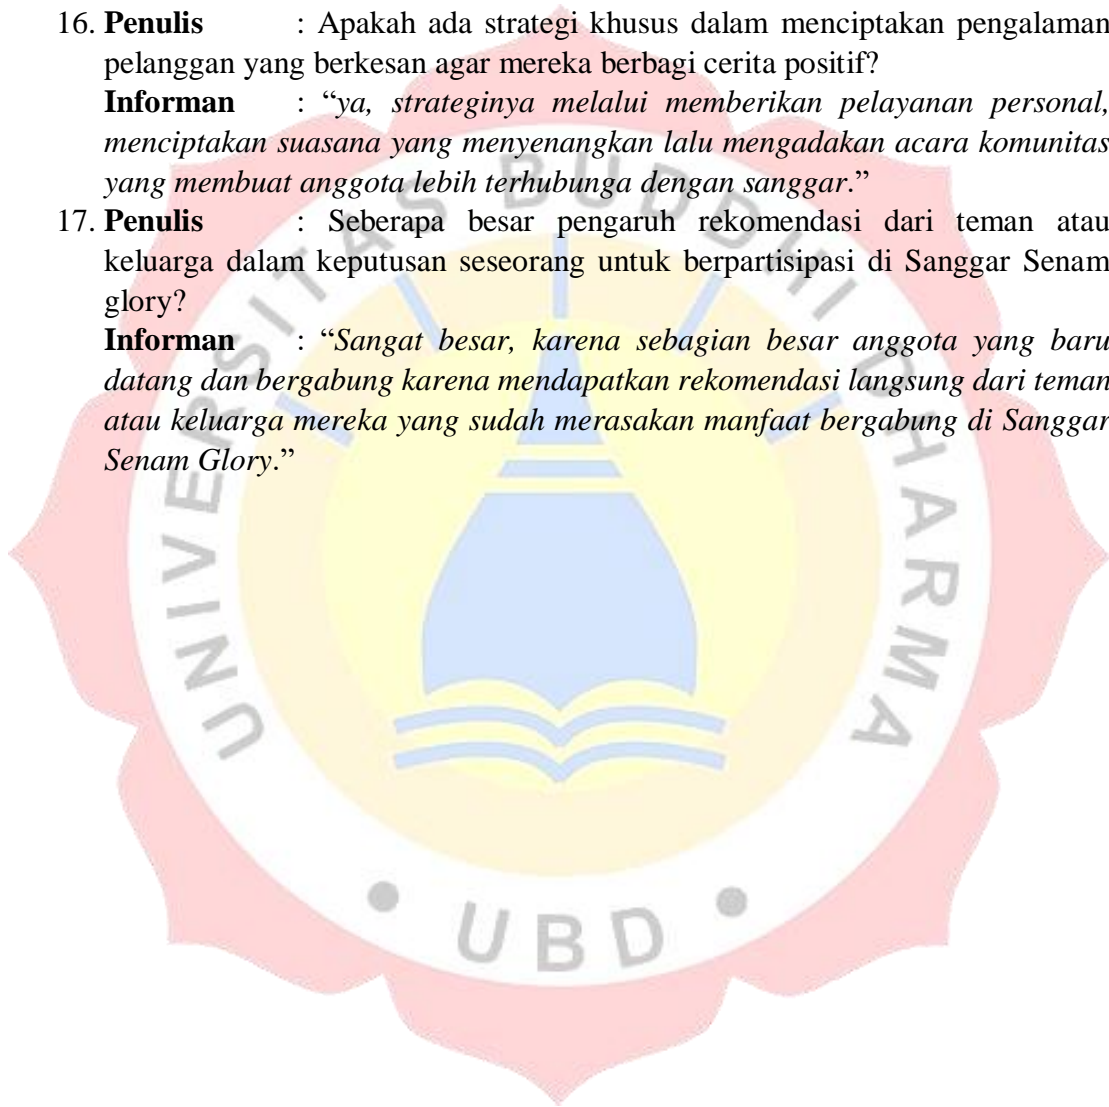 16. Penulis : Apakah ada strategi khusus dalam menciptakan pengalaman
pelanggan yang berkesan agar mereka berbagi cerita positif?
Informan : “ya, strateginya melalui memberikan pelayanan personal,
menciptakan suasana yang menyenangkan lalu mengadakan acara komunitas
yang membuat anggota lebih terhubunga dengan sanggar.”
17. Penulis : Seberapa besar pengaruh rekomendasi dari teman atau
keluarga dalam keputusan seseorang untuk berpartisipasi di Sanggar Senam
glory?
Informan : “Sangat besar, karena sebagian besar anggota yang baru
datang dan bergabung karena mendapatkan rekomendasi langsung dari teman
atau keluarga mereka yang sudah merasakan manfaat bergabung di Sanggar
Senam Glory.”
UNIVERSITAS BUDDHI DHARMA
• UBD •